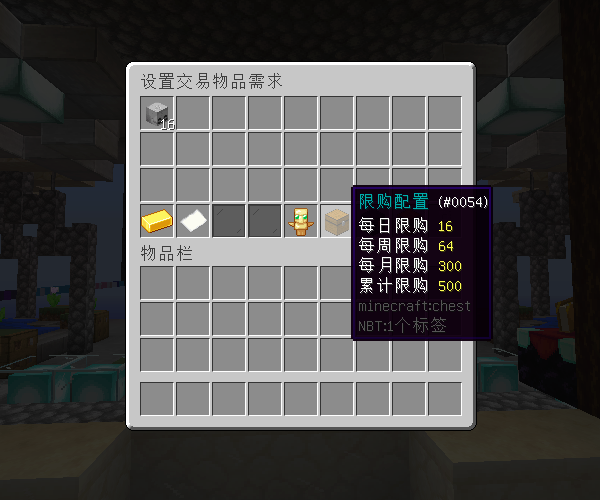 设置交易物品需求
16
限购配置 (#0054)
每日限购 16
每周限购 64
每月限购 300
累计限购 500
minecraft:chest
NBT:1个标签
物品栏